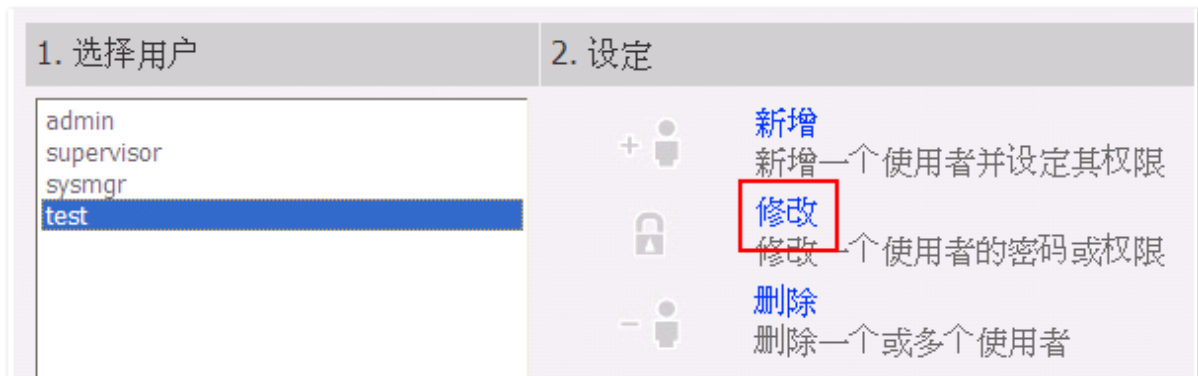 1. 选择用户
2. 设定
admin
supervisor
sysmgr
test
新增
新增一个使用者并设定其权限
修改
修改一个使用者的密码或权限
删除
删除一个或多个使用者